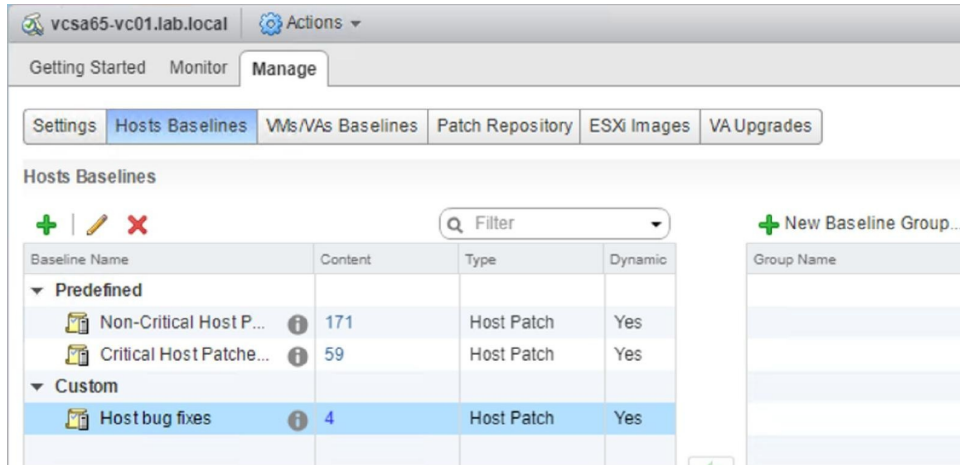 vcsa65-vc01.lab.local Actions
Getting Started Monitor Manage
Settings Hosts Baselines VMs/VAs Baselines Patch Repository ESXi Images VA Upgrades
Hosts Baselines
Filter New Baseline Group...
Baseline Name Content Type Dynamic Group Name
Predefined
Non-Critical Host P... 171 Host Patch Yes
Critical Host Patche... 59 Host Patch Yes
Custom
Host bug fixes 4 Host Patch Yes